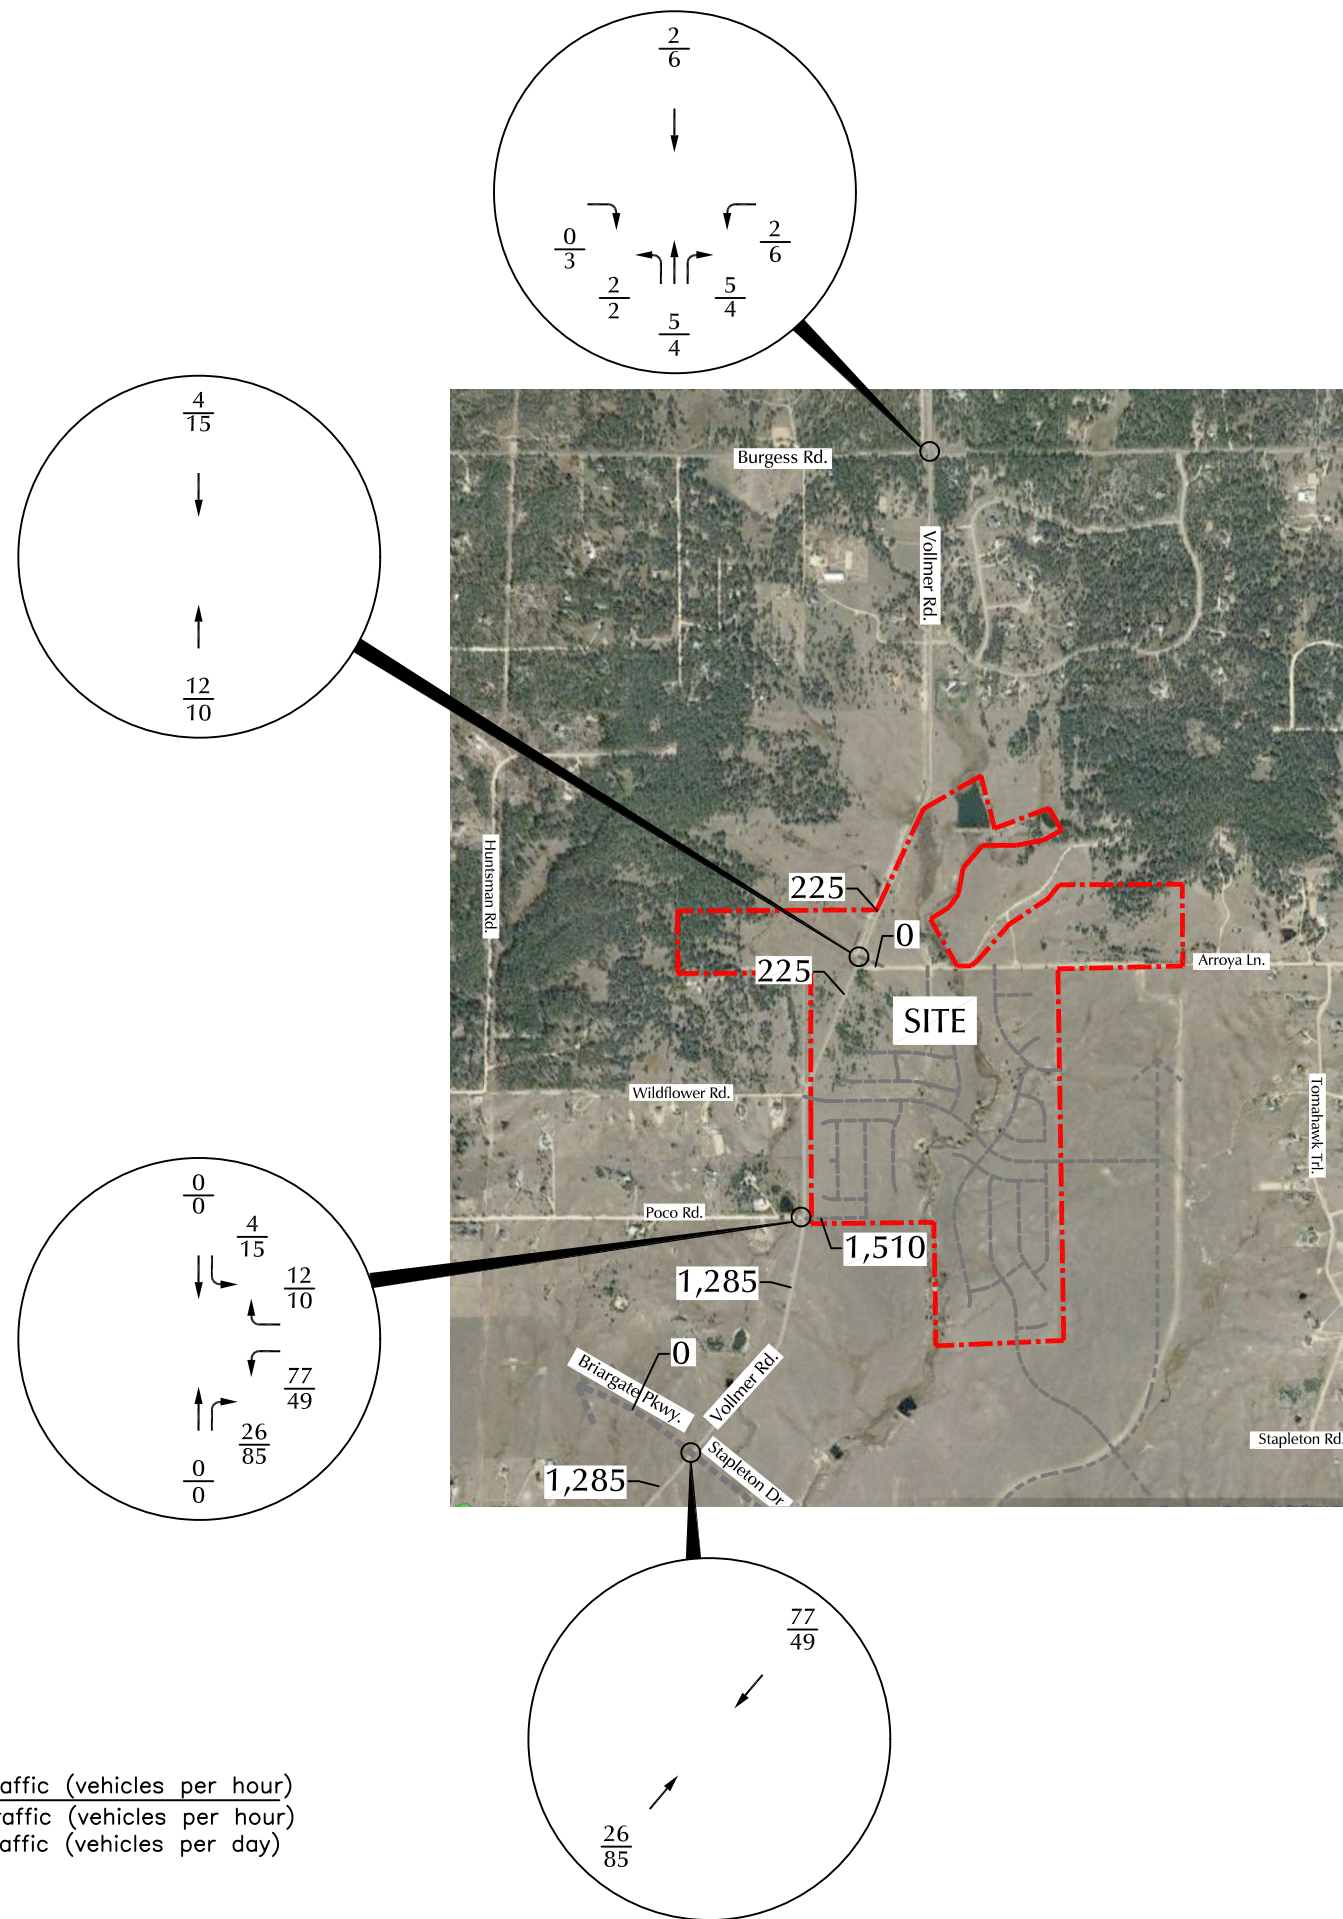 2
6
0
3
2
6
2
2
5
4
5
4
4
15
12
10
Burgess Rd.
Vollmer Rd.
Huntsman Rd.
225
0
225
Arroya Ln.
SITE
Wildflower Rd.
Tomahawk Trl.
Poco Rd.
1,510
1,285
0
0
4
15
12
10
77
49
26
85
0
0
0
Briargate Pkwy.
Vollmer Rd.
Stapleton Dr
Stapleton Rd.
1,285
77
49
26
85
affic (vehicles per hour)
raffic (vehicles per hour)
affic (vehicles per day)